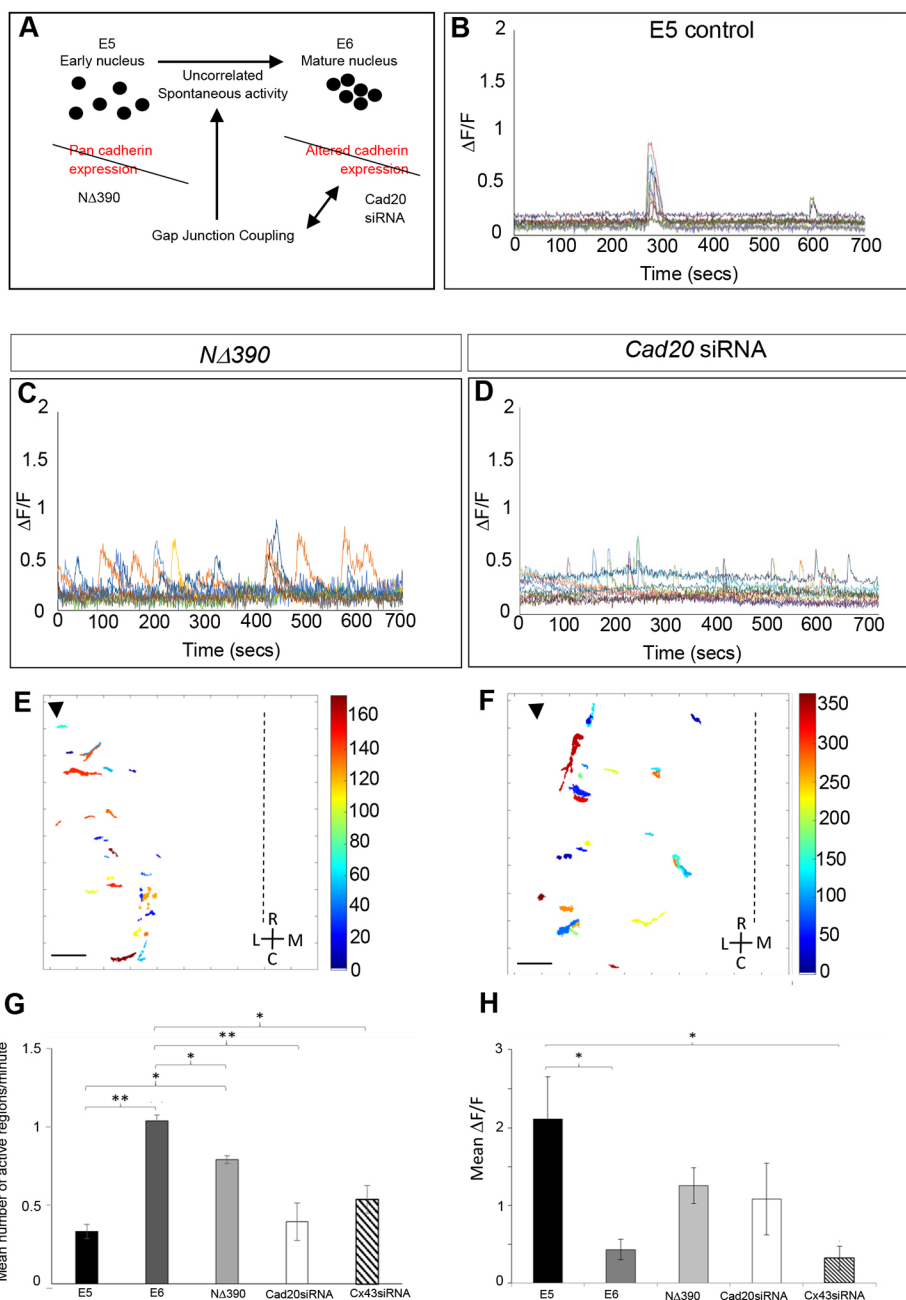 A
E5
Early nucleus
E6
Mature nucleus
Uncorrelated
Spontaneous activity
Pan cadherin
expression
NΔ390
Altered cadherin
expression
Cad20
siRNA
Gap Junction Coupling
B
E5 control
ΔF/F
2
1.5
1
0.5
0
0 100 200 300 400 500 600 700
Time (secs)
NΔ390
Cad20 siRNA
C
ΔF/F
2
1.5
1
0.5
0
0 100 200 300 400 500 600 700
Time (secs)
D
ΔF/F
2
1.5
1
0.5
0
0 100 200 300 400 500 600 700
Time (secs)
E
R
L M
C
160
140
120
100
80
60
40
20
0
F
R
L M
C
350
300
250
200
150
100
50
0
G
Mean number of active regions/minute
1.5
1
0.5
0
*
**
*
*
**
E5 E6 NΔ390 Cad20siRNA Cx43siRNA
H
Mean ΔF/F
3
2
1
0
*
*
E5 E6 NΔ390 Cad20siRNA Cx43siRNA